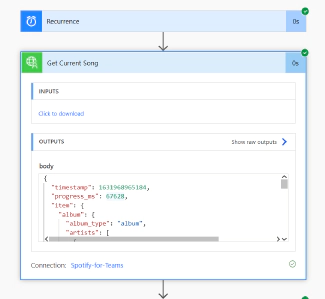 Recurrence
0s
Get Current Song
0s
INPUTS
Click to download
OUTPUTS
Show raw outputs
body
{
"timestamp": 1631968965184,
"progress_ms": 67628,
"item": {
"album": {
"album_type": "album",
"artists": [
Connection: Spotify-for-Teams